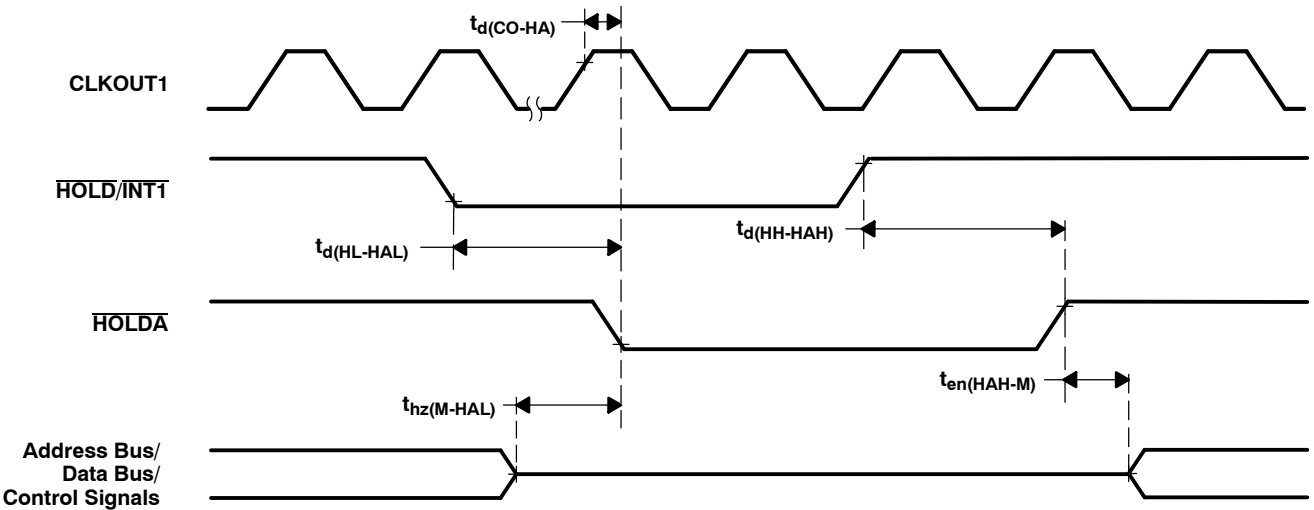 td(CO-HA)
CLKOUT1
HOLD/INT1
td(HH-HAH)
td(HL-HAL)
HOLDA
ten(HAH-M)
thz(M-HAL)
Address Bus/
Data Bus/
Control Signals